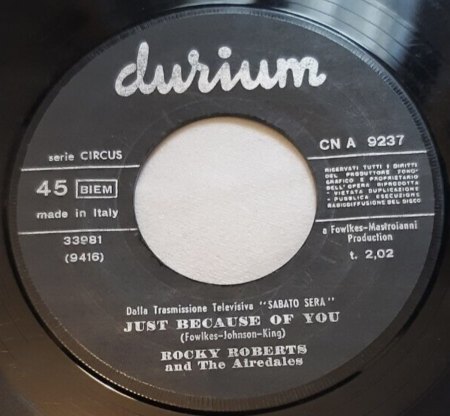 durium
serie CIRCUS
CN A 9237
45 BIEM
made in Italy
33981
(9416)
RISERVATI TUTTI I DIRITTI
DEL PRODUTTORE FONO-
GRAFICO E PROPRIETARIO
DELL'OPERA RIPRODOTTA
- VIETATA DUPLICAZIONE
- PUBBLICA ESECUZIONE
RADIODIFFUSIONE DEL DISCO
a Fowlkes-Mastroianni
Production
t. 2,02
Dalla Trasmissione Televisiva "SABATO SERA"
JUST BECAUSE OF YOU
(Fowlkes-Johnson-King)
ROCKY ROBERTS
and The Airedales